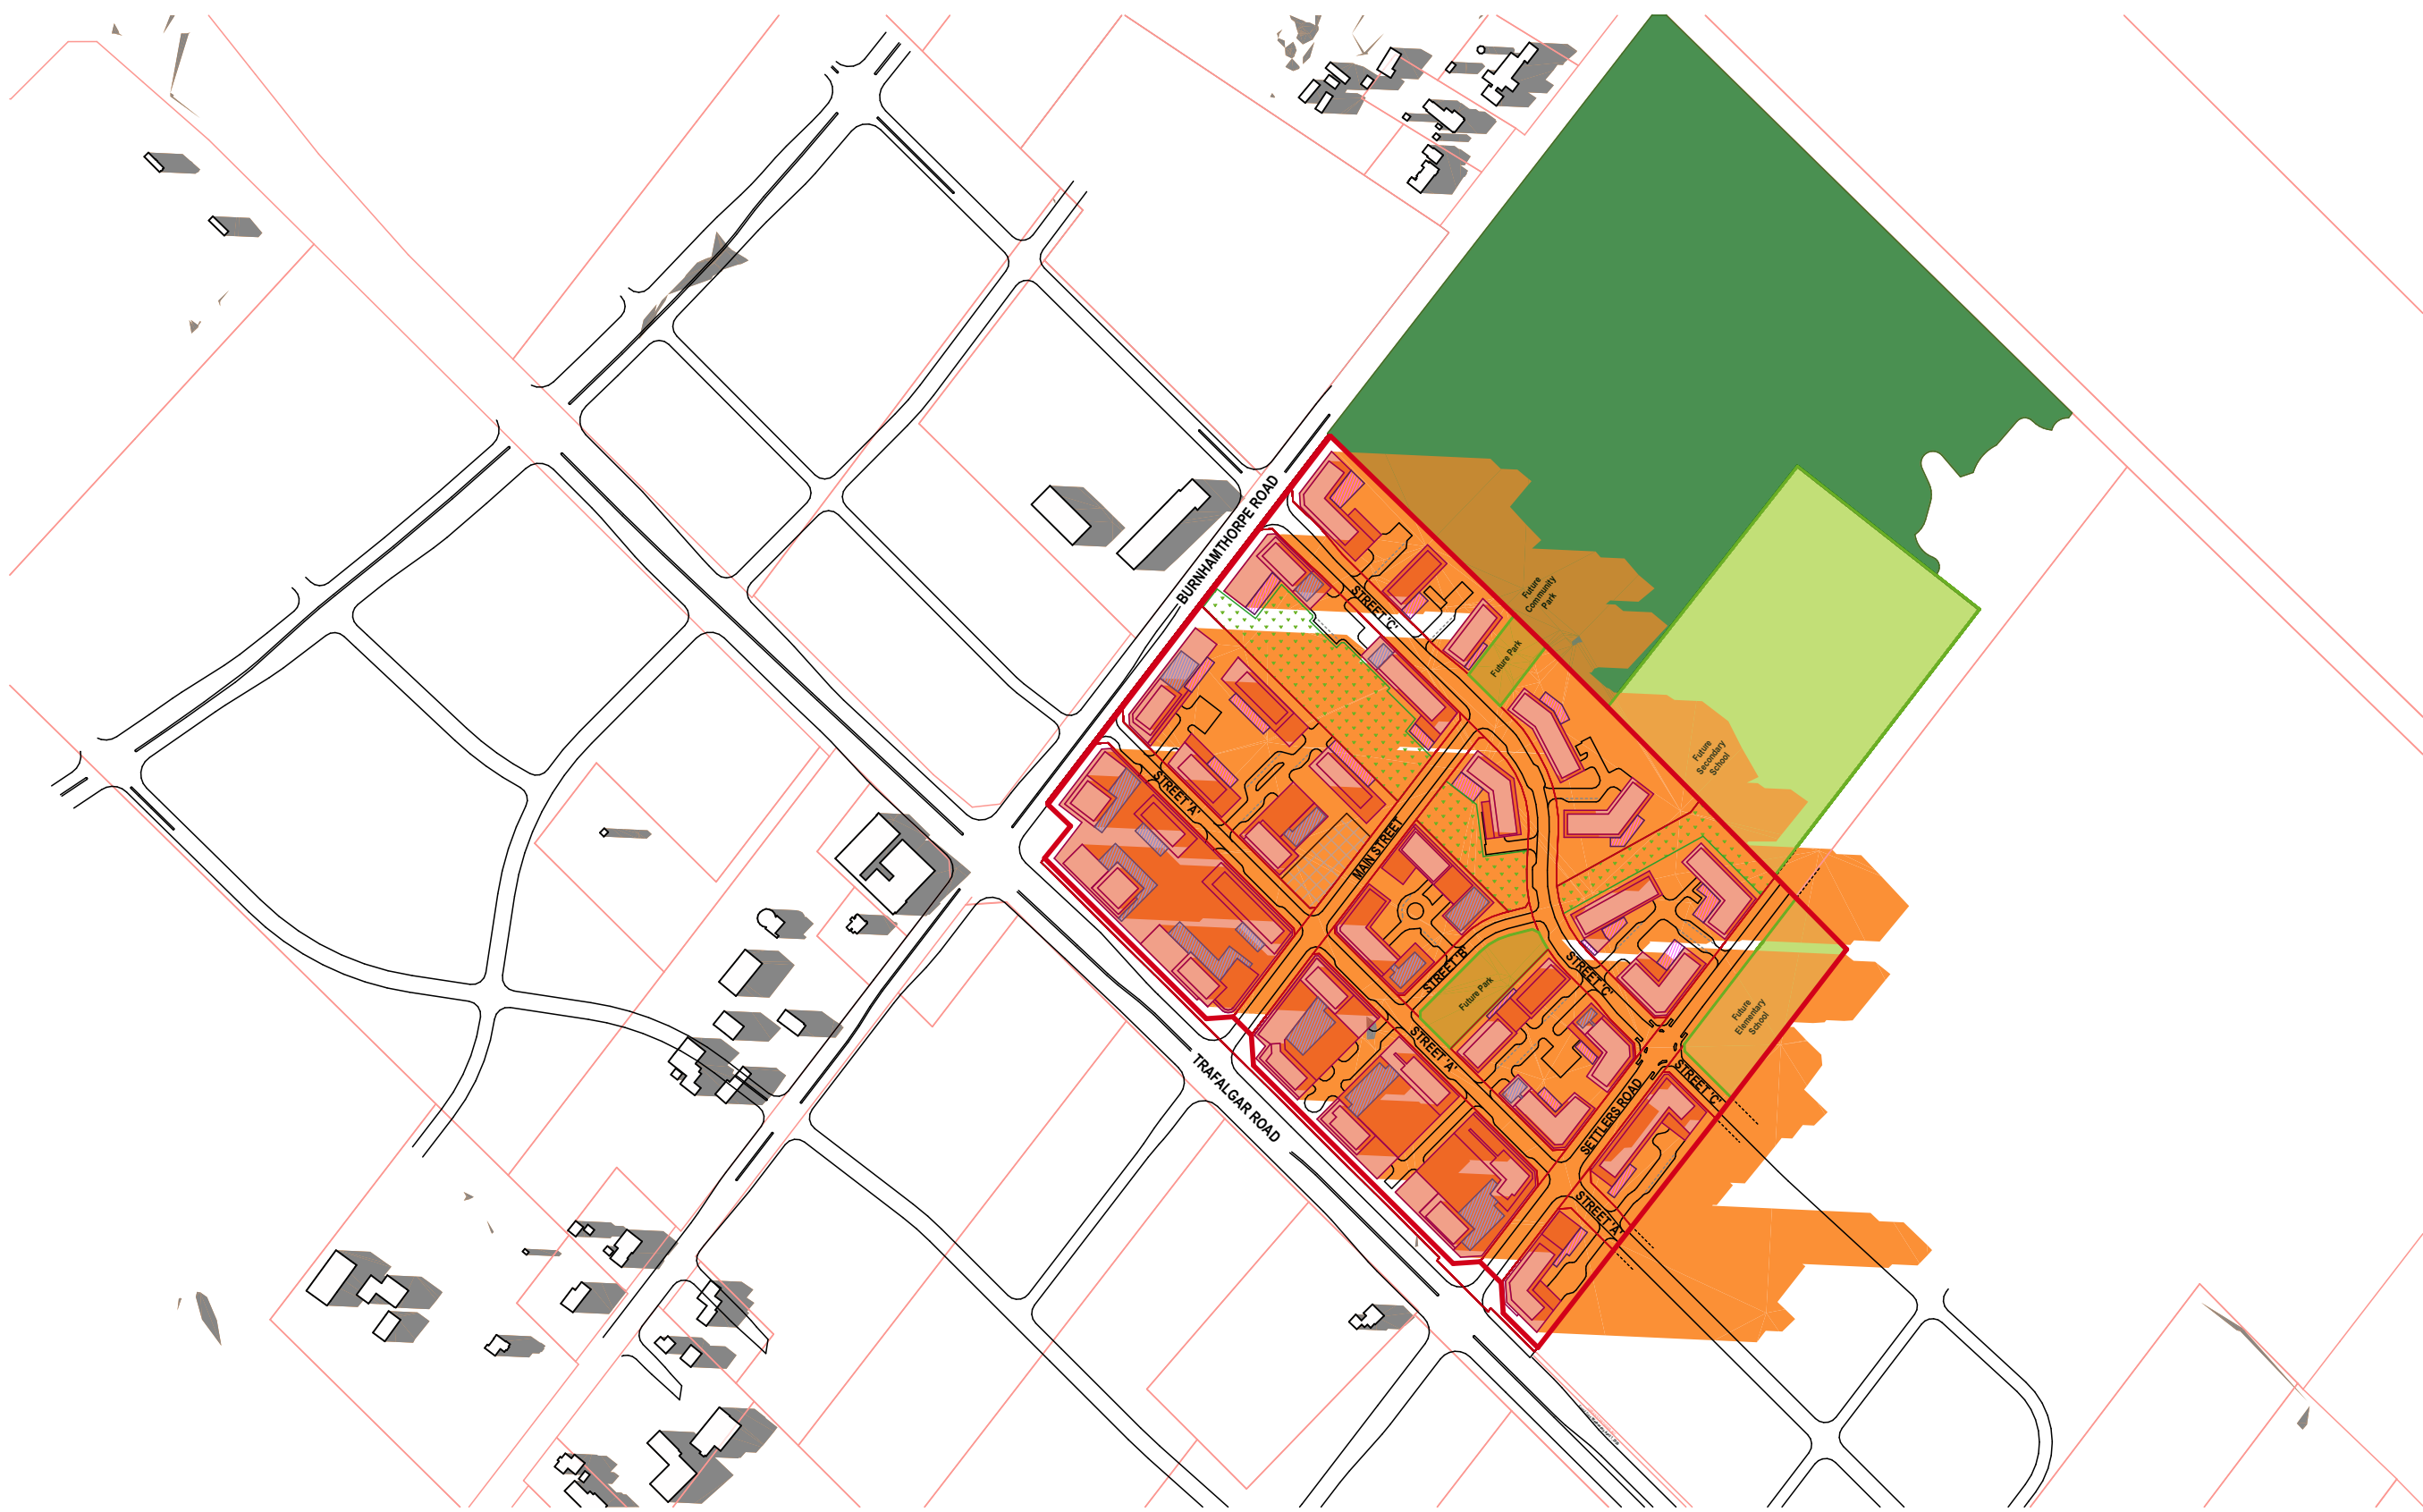 BURNHAMTHORPE ROAD
STREET 'C'
Future
Community
Park
Future Park
Future
Secondary
School
STREET 'A'
MAIN STREET
STREET 'B'
STREET 'C'
Future Park
Future
Elementary
School
STREET 'A'
TRAFALGAR ROAD
SETTLERS ROAD
STREET 'C'
STREET 'A'